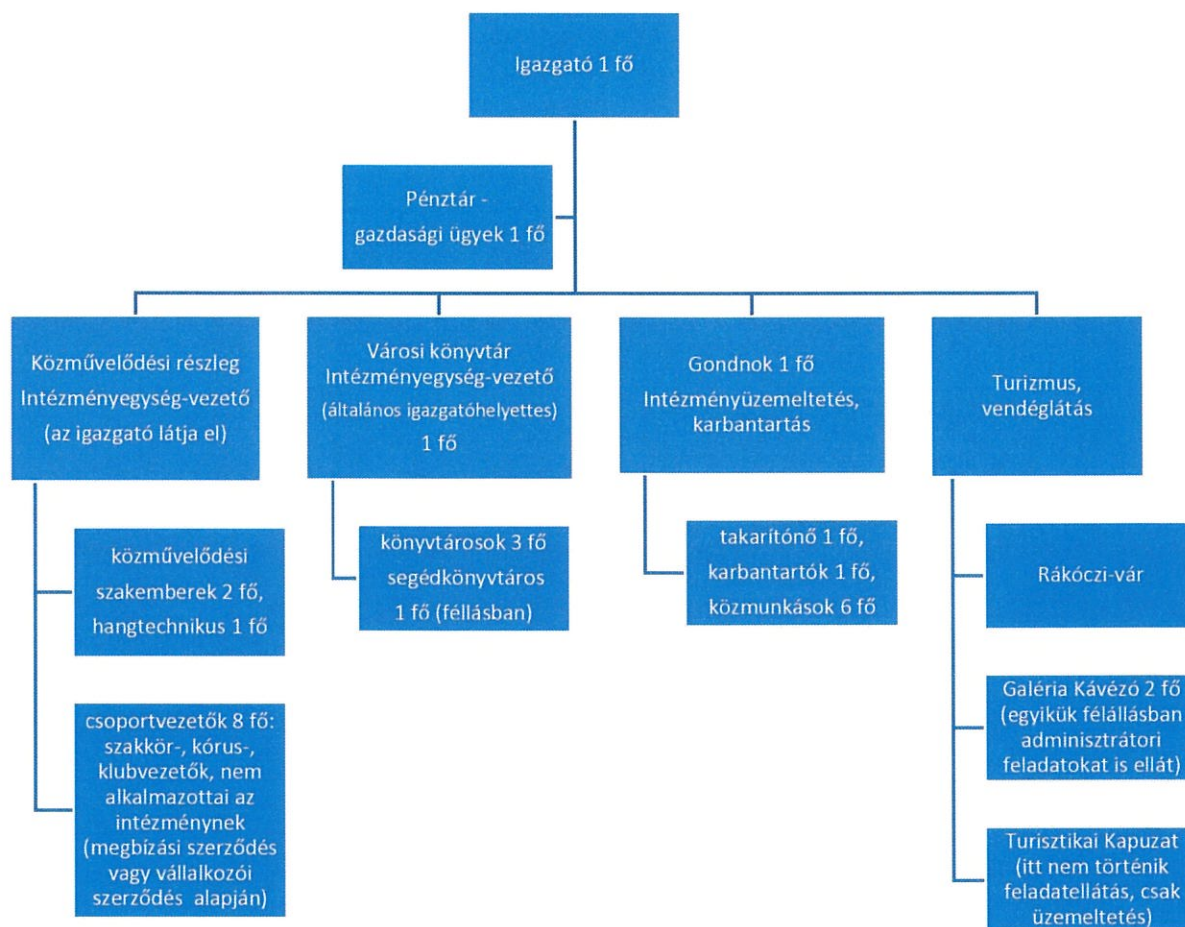 Igazgató 1 fő
Pénztár -
gazdasági ügyek 1 fő
Közművelődési részleg
Intézményegység-vezető
(az igazgató látja el)
Városi könyvtár
Intézményegység-vezető
(általános igazgatóhelyettes)
1 fő
Gondnok 1 fő
Intézményüzemeltetés,
karbantartás
Turizmus,
vendéglátás
közművelődési
szakemberek 2 fő,
hangtechnikus 1 fő
csoportvezetők 8 fő:
szakkör-, kórus-,
klubvezetők, nem
alkalmazottai az
intézménynek
(megbízási szerződés
vagy vállalkozói
szerződés alapján)
könyvtárosok 3 fő
segédkönyvtáros
1 fő (féllásban)
takarítónő 1 fő,
karbantartók 1 fő,
közmunkások 6 fő
Rákóczi-vár
Galéria Kávézó 2 fő
(egyikük félállásban
adminisztrátori
feladatokat is ellát)
Turisztikai Kapuzat
(itt nem történik
feladatellátás, csak
üzemeltetés)